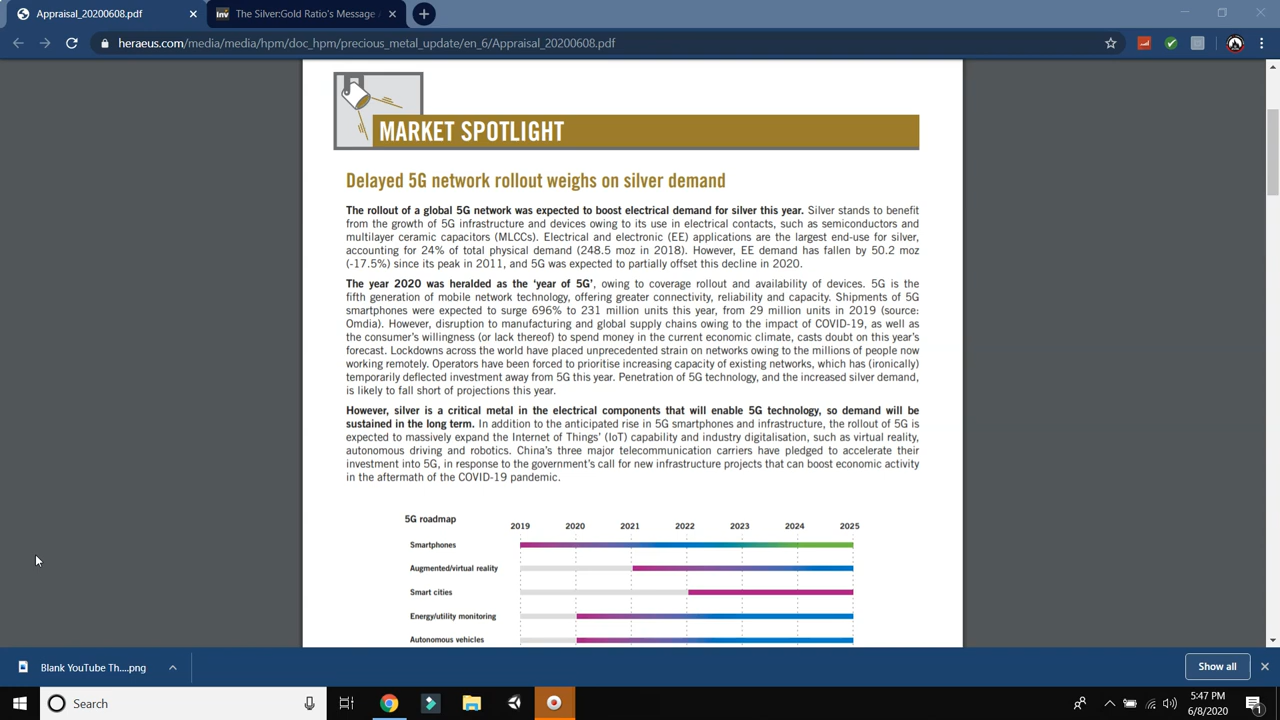 Appraisal_20200608.pdf
Inv
The Silver:Gold Ratio's Message
heraeus.com/media/media/hpm/doc_hpm/precious_metal_update/en_6/Appraisal_20200608.pdf
MARKET SPOTLIGHT
Delayed 5G network rollout weighs on silver demand
The rollout of a global 5G network was expected to boost electrical demand for silver this year. Silver stands to benefit
from the growth of 5G infrastructure and devices owing to its use in electrical contacts, such as semiconductors and
multilayer ceramic capacitors (MLCCs). Electrical and electronic (EE) applications are the largest end-use for silver,
accounting for 24% of total physical demand (248.5 moz in 2018). However, EE demand has fallen by 50.2 moz
(-17.5%) since its peak in 2011, and 5G was expected to partially offset this decline in 2020.
The year 2020 was heralded as the ‘year of 5G’, owing to coverage rollout and availability of devices. 5G is the
fifth generation of mobile network technology, offering greater connectivity, reliability and capacity. Shipments of 5G
smartphones were expected to surge 696% to 231 million units this year, from 29 million units in 2019 (source:
Omdia). However, disruption to manufacturing and global supply chains owing to the impact of COVID-19, as well as
the consumer’s willingness (or lack thereof) to spend money in the current economic climate, casts doubt on this year’s
forecast. Lockdowns across the world have placed unprecedented strain on networks owing to the millions of people now
working remotely. Operators have been forced to prioritise increasing capacity of existing networks, which has (ironically)
temporarily deflected investment away from 5G this year. Penetration of 5G technology, and the increased silver demand,
is likely to fall short of projections this year.
However, silver is a critical metal in the electrical components that will enable 5G technology, so demand will be
sustained in the long term. In addition to the anticipated rise in 5G smartphones and infrastructure, the rollout of 5G is
expected to massively expand the Internet of Things’ (IoT) capability and industry digitalisation, such as virtual reality,
autonomous driving and robotics. China’s three major telecommunication carriers have pledged to accelerate their
investment into 5G, in response to the government’s call for new infrastructure projects that can boost economic activity
in the aftermath of the COVID-19 pandemic.
5G roadmap
2019 2020 2021 2022 2023 2024 2025
Smartphones
Augmented/virtual reality
Smart cities
Energy/utility monitoring
Autonomous vehicles
Blank YouTube Th....png
Show all
Search
5:47 PM
6/8/2020